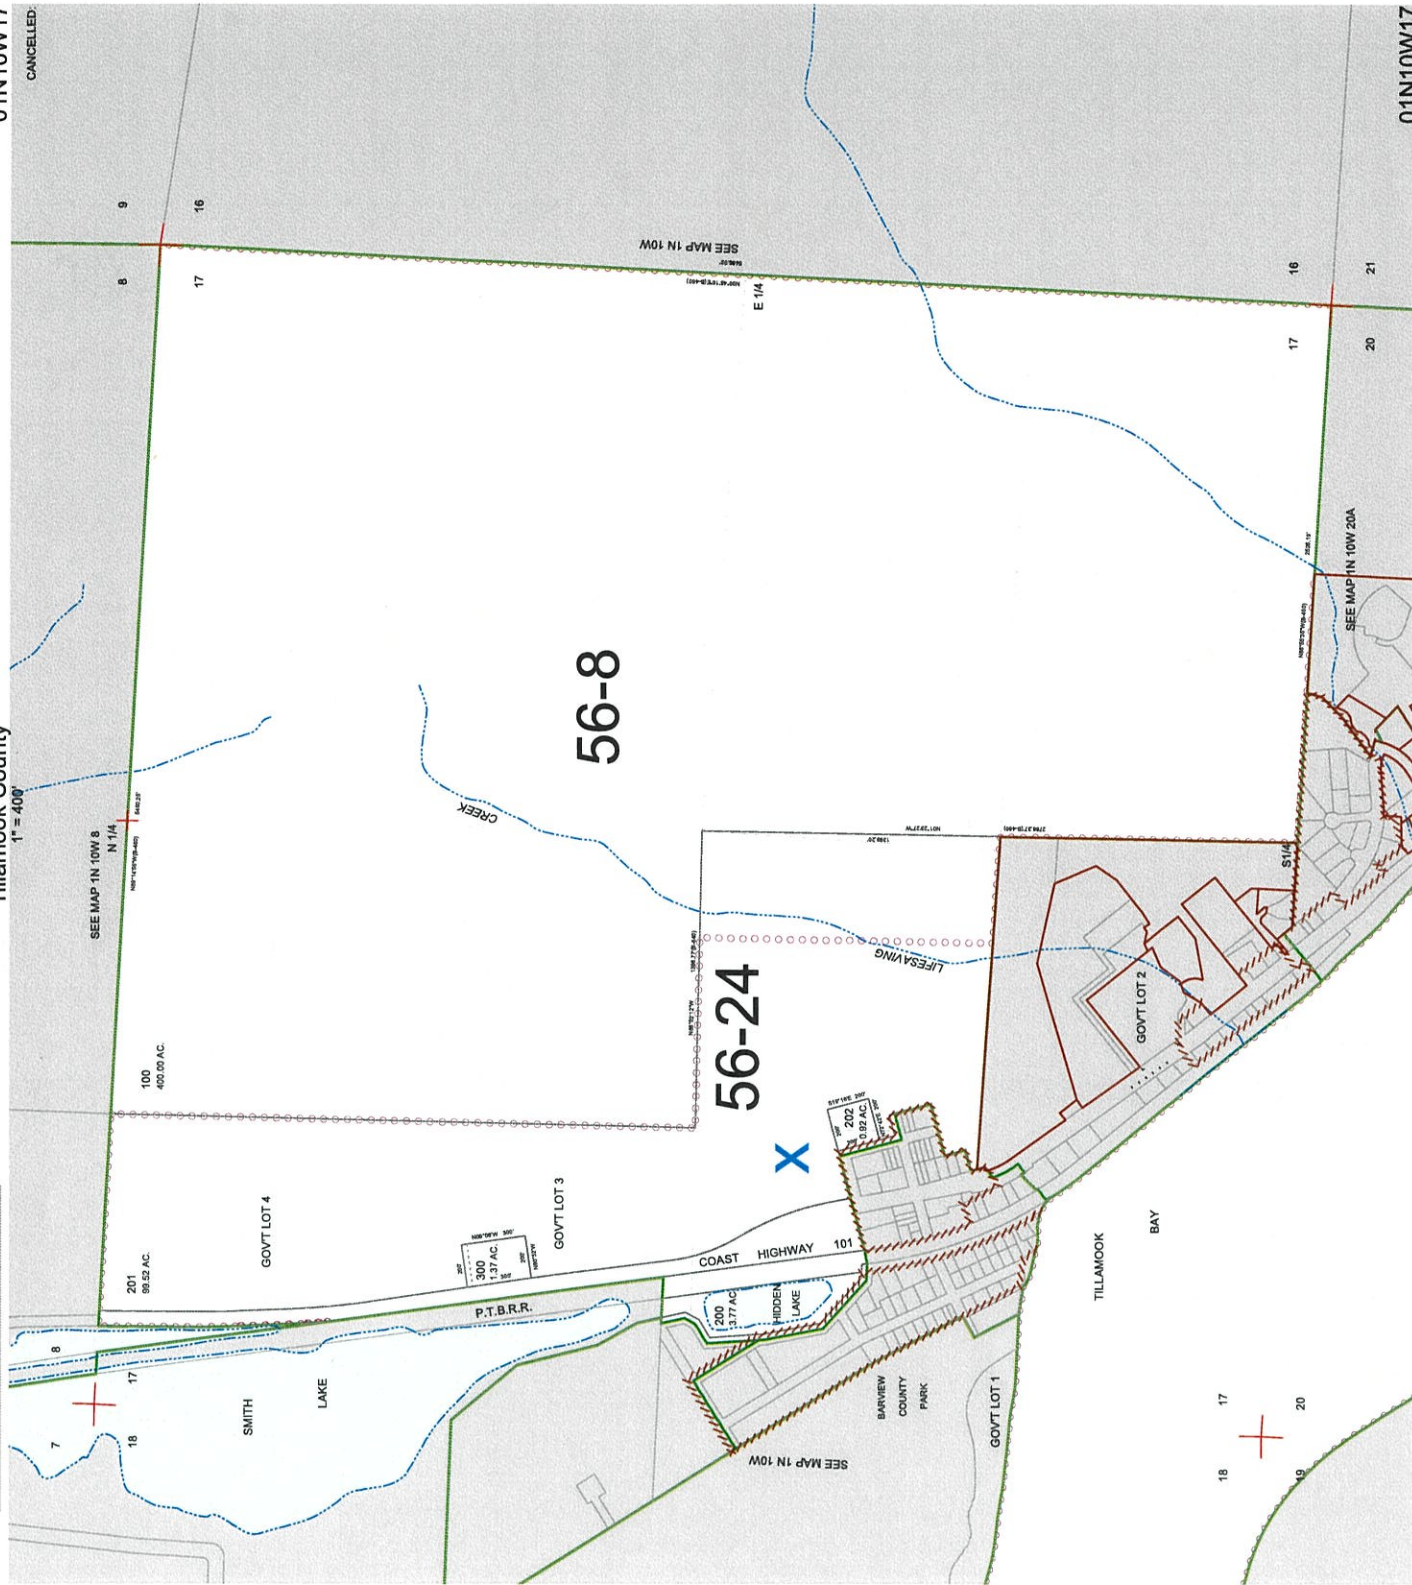 01N10W17
CANCELLED:
Tillamook County
1" = 400'
9
8
16
17
SEE MAP 1N 10W 8
N 1/4
100
400.00 AC.
201
99.52 AC.
8
7
17
18
SMITH
LAKE
GOV'T LOT 4
GOV'T LOT 3
300
1.37 AC.
P.T.B.R.R.
CREEK
56-8
56-24
SEE MAP 1N 10W
E 1/4
COAST HIGHWAY 101
200
3.77 AC
HIDDEN
LAKE
X
202
0.92 AC.
LIFESAVING
GOV'T LOT 2
S1/4
BARVIEW
COUNTY
PARK
GOV'T LOT 1
SEE MAP 1N 10W
TILLAMOOK
BAY
SEE MAP 1N 10W 20A
16
17
21
20
17
18
20
19
01N10W17